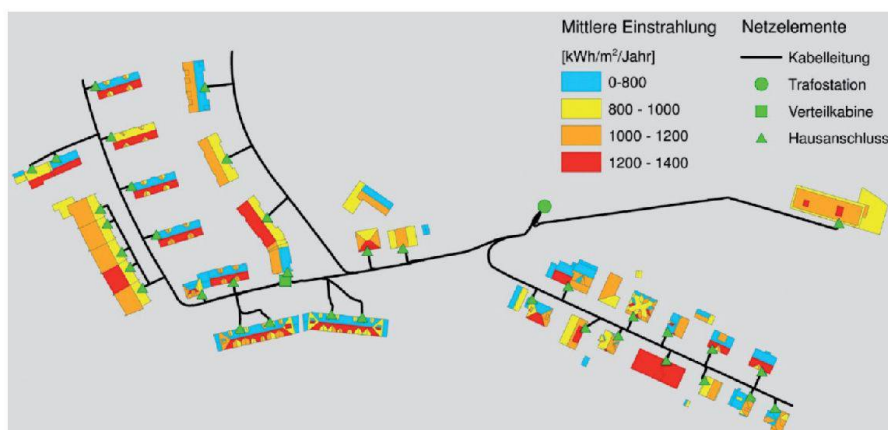 Mittlere Einstrahlung
[kWh/m²/Jahr]
0-800
800 - 1000
1000 - 1200
1200 - 1400
Netzelemente
Kabelleitung
Trafostation
Verteilkabine
Hausanschluss